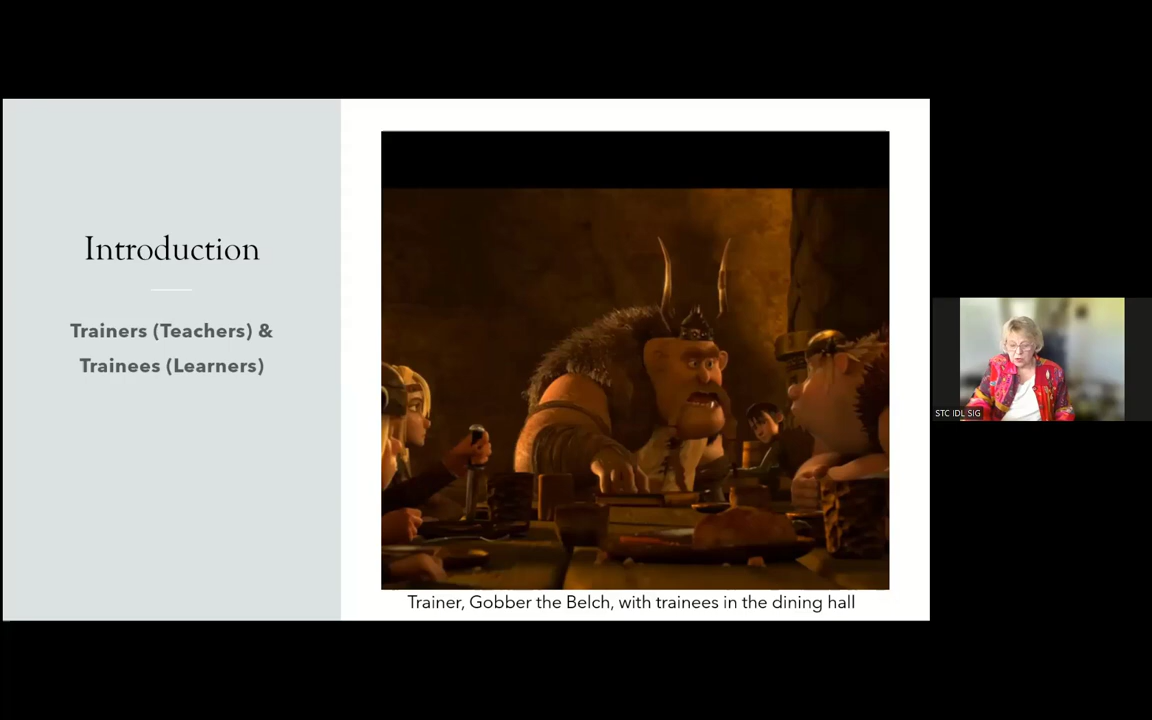 Introduction
Trainers (Teachers) &
Trainees (Learners)
Trainer, Gobber the Belch, with trainees in the dining hall
STC IDL SIG